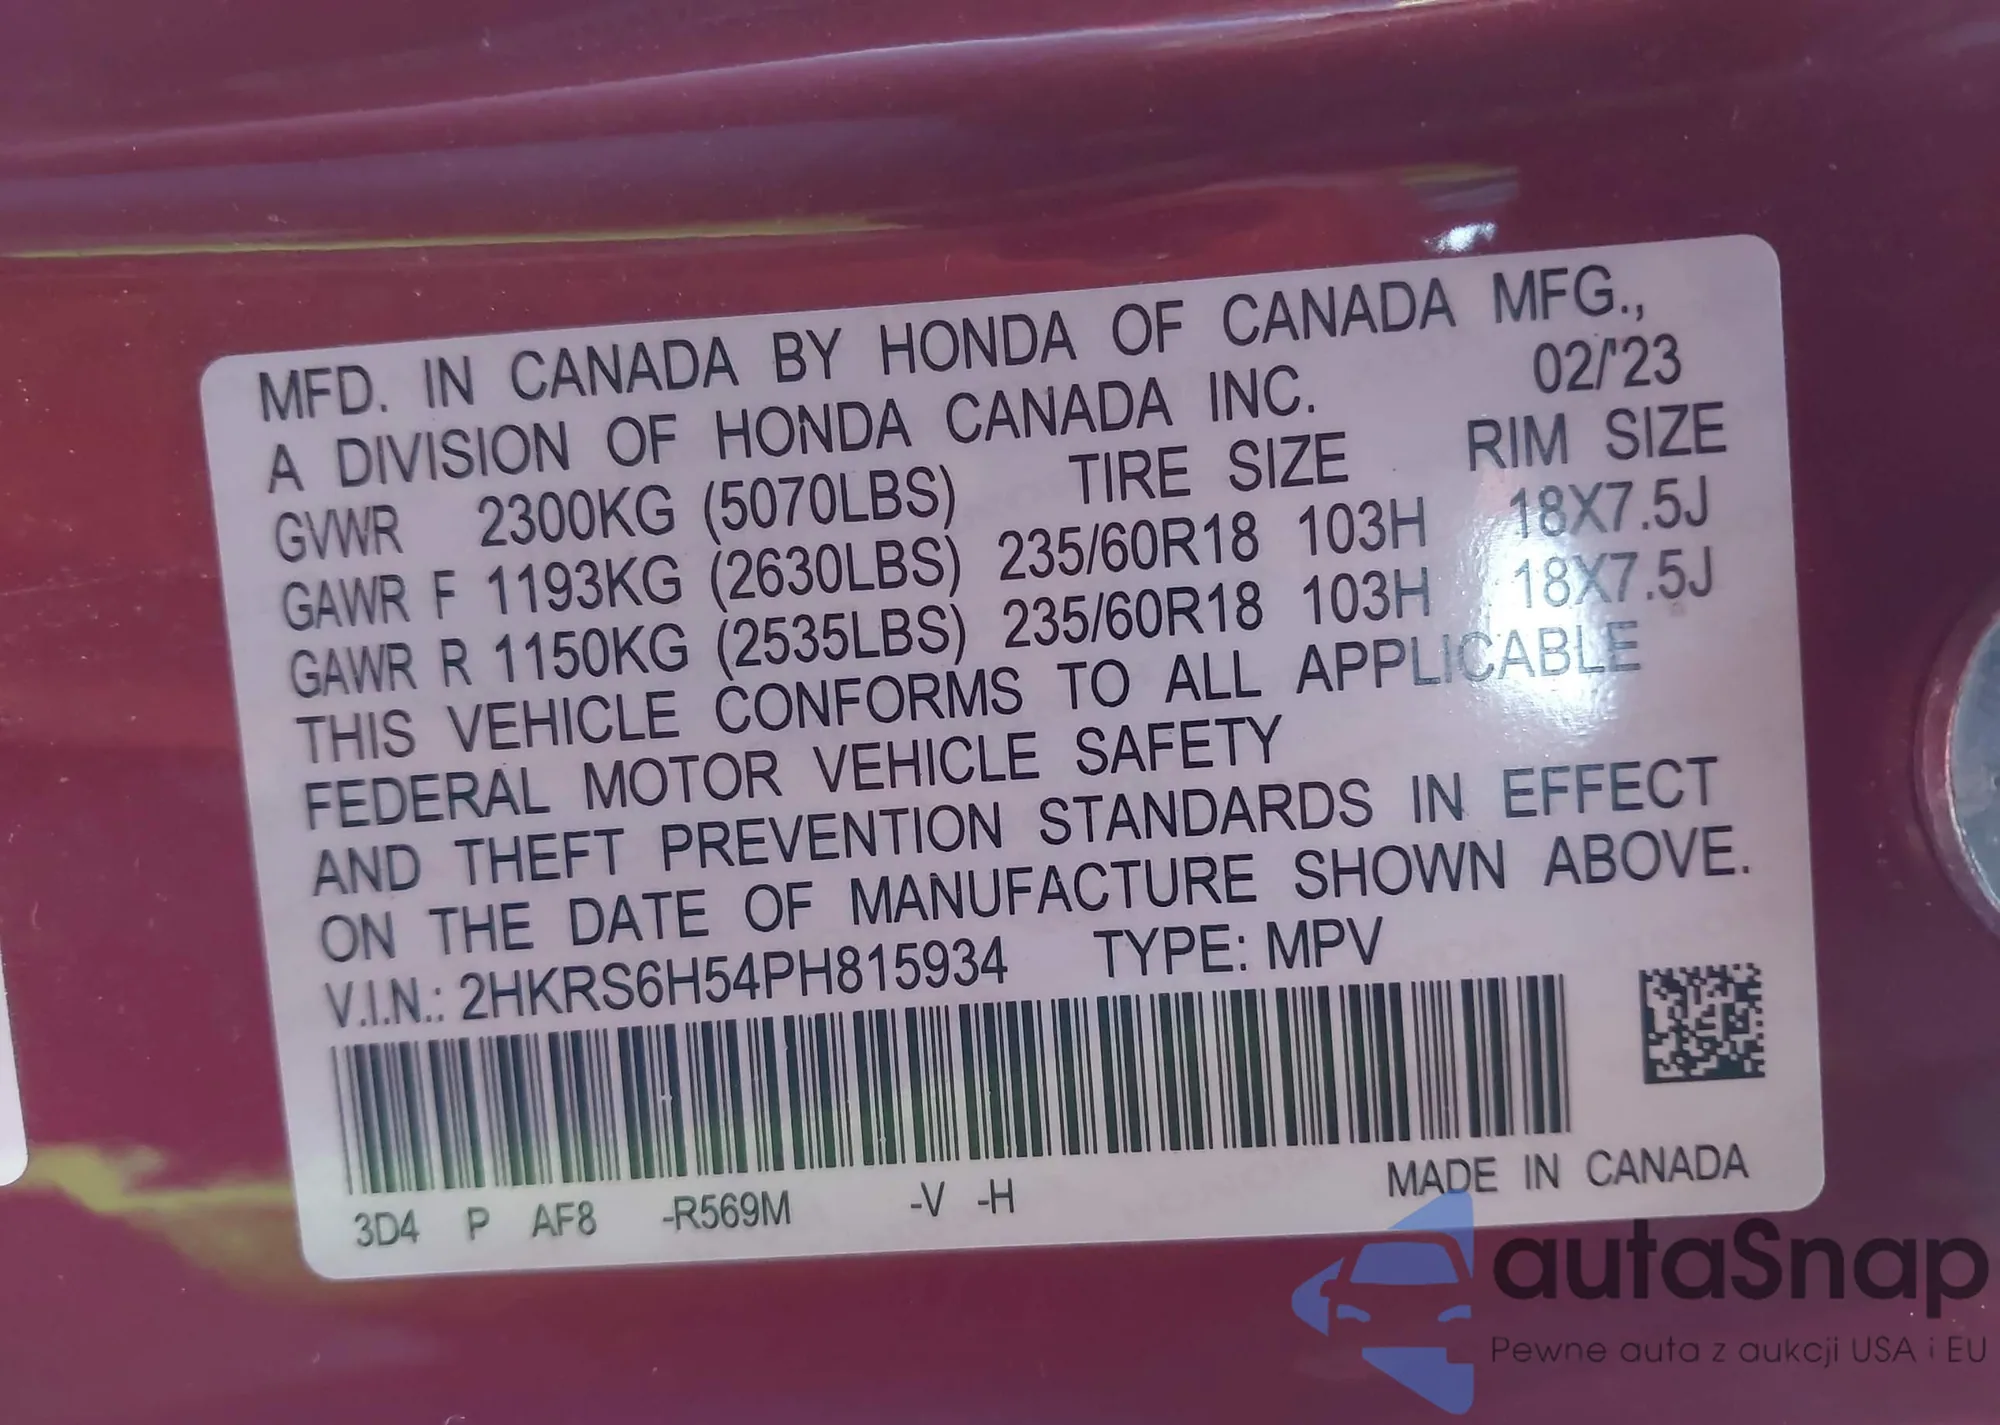 MFD. IN CANADA BY HONDA OF CANADA MFG.,
A DIVISION OF HONDA CANADA INC. 02/'23
GVWR 2300KG (5070LBS) TIRE SIZE RIM SIZE
GAWR F 1193KG (2630LBS) 235/60R18 103H 18X7.5J
GAWR R 1150KG (2535LBS) 235/60R18 103H 18X7.5J
THIS VEHICLE CONFORMS TO ALL APPLICABLE
FEDERAL MOTOR VEHICLE SAFETY
AND THEFT PREVENTION STANDARDS IN EFFECT
ON THE DATE OF MANUFACTURE SHOWN ABOVE.
V.I.N.: 2HKRS6H54PH815934 TYPE: MPV
3D4 P AF8 -R569M -V -H MADE IN CANADA
autaSnap
Pewne auta z aukcji USA i EU